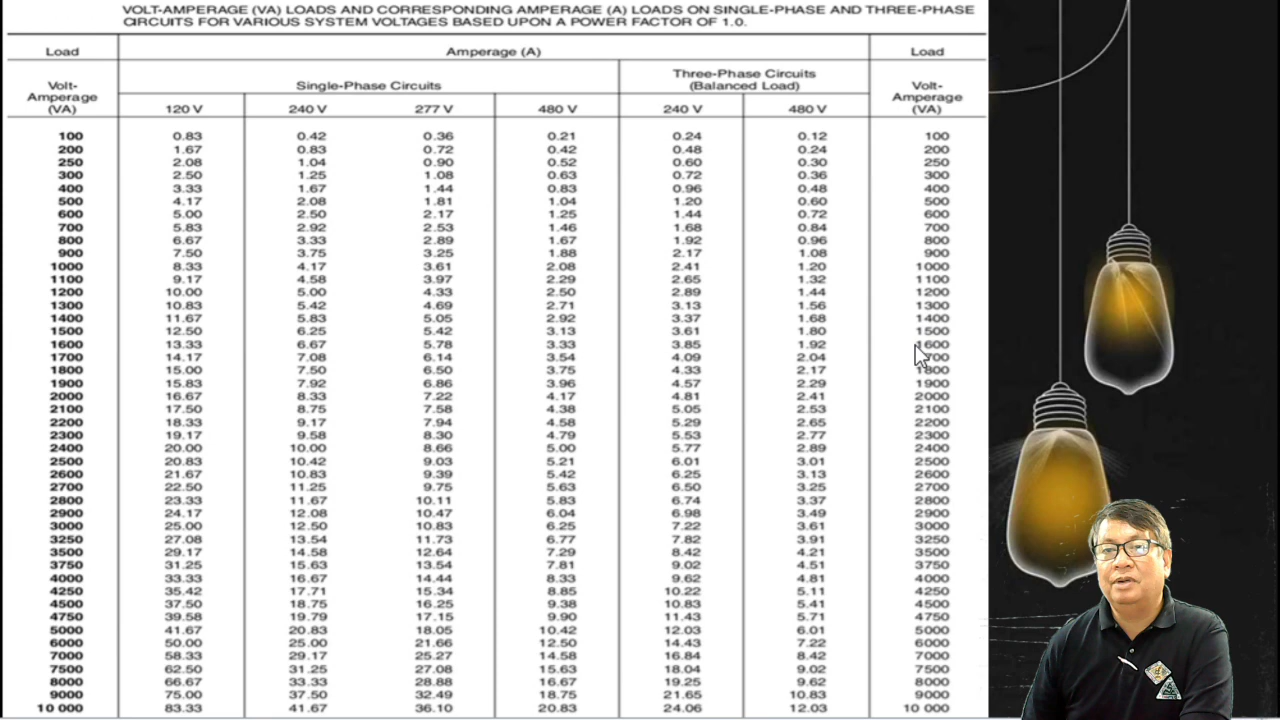 VOLT-AMPERAGE (VA) LOADS AND CORRESPONDING AMPERAGE (A) LOADS ON SINGLE-PHASE AND THREE-PHASE
CIRCUITS FOR VARIOUS SYSTEM VOLTAGES BASED UPON A POWER FACTOR OF 1.0.
Load Amperage (A) Load
Volt-Amperage (VA) Single-Phase Circuits Three-Phase Circuits (Balanced Load) Volt-Amperage (VA)
120 V 240 V 277 V 480 V 240 V 480 V
100 0.83 0.42 0.36 0.21 0.24 0.12 100
200 1.67 0.83 0.72 0.42 0.48 0.24 200
250 2.08 1.04 0.90 0.52 0.60 0.30 250
300 2.50 1.25 1.08 0.63 0.72 0.36 300
400 3.33 1.67 1.44 0.83 0.96 0.48 400
500 4.17 2.08 1.81 1.04 1.20 0.60 500
600 5.00 2.50 2.17 1.25 1.44 0.72 600
700 5.83 2.92 2.53 1.46 1.68 0.84 700
800 6.67 3.33 2.89 1.67 1.92 0.96 800
900 7.50 3.75 3.25 1.88 2.17 1.08 900
1000 8.33 4.17 3.61 2.08 2.41 1.20 1000
1100 9.17 4.58 3.97 2.29 2.65 1.32 1100
1200 10.00 5.00 4.33 2.50 2.89 1.44 1200
1300 10.83 5.42 4.69 2.71 3.13 1.56 1300
1400 11.67 5.83 5.05 2.92 3.37 1.68 1400
1500 12.50 6.25 5.42 3.13 3.61 1.80 1500
1600 13.33 6.67 5.78 3.33 3.85 1.92 1600
1700 14.17 7.08 6.14 3.54 4.09 2.04 1700
1800 15.00 7.50 6.50 3.75 4.33 2.17 1800
1900 15.83 7.92 6.86 3.96 4.57 2.29 1900
2000 16.67 8.33 7.22 4.17 4.81 2.41 2000
2100 17.50 8.75 7.58 4.38 5.05 2.53 2100
2200 18.33 9.17 7.94 4.58 5.29 2.65 2200
2300 19.17 9.58 8.30 4.79 5.53 2.77 2300
2400 20.00 10.00 8.66 5.00 5.77 2.89 2400
2500 20.83 10.42 9.03 5.21 6.01 3.01 2500
2600 21.67 10.83 9.39 5.42 6.25 3.13 2600
2700 22.50 11.25 9.75 5.63 6.50 3.25 2700
2800 23.33 11.67 10.11 5.83 6.74 3.37 2800
2900 24.17 12.08 10.47 6.04 6.98 3.49 2900
3000 25.00 12.50 10.83 6.25 7.22 3.61 3000
3250 27.08 13.54 11.73 6.77 7.82 3.91 3250
3500 29.17 14.58 12.64 7.29 8.42 4.21 3500
3750 31.25 15.63 13.54 7.81 9.02 4.51 3750
4000 33.33 16.67 14.44 8.33 9.62 4.81 4000
4250 35.42 17.71 15.34 8.85 10.22 5.11 4250
4500 37.50 18.75 16.25 9.38 10.83 5.41 4500
4750 39.58 19.79 17.15 9.90 11.43 5.71 4750
5000 41.67 20.83 18.05 10.42 12.03 6.01 5000
6000 50.00 25.00 21.66 12.50 14.43 7.22 6000
7000 58.33 29.17 25.27 14.58 16.84 8.42 7000
7500 62.50 31.25 27.08 15.63 18.04 9.02 7500
8000 66.67 33.33 28.88 16.67 19.25 9.62 8000
9000 75.00 37.50 32.49 18.75 21.65 10.83 9000
10 000 83.33 41.67 36.10 20.83 24.06 12.03 10 000